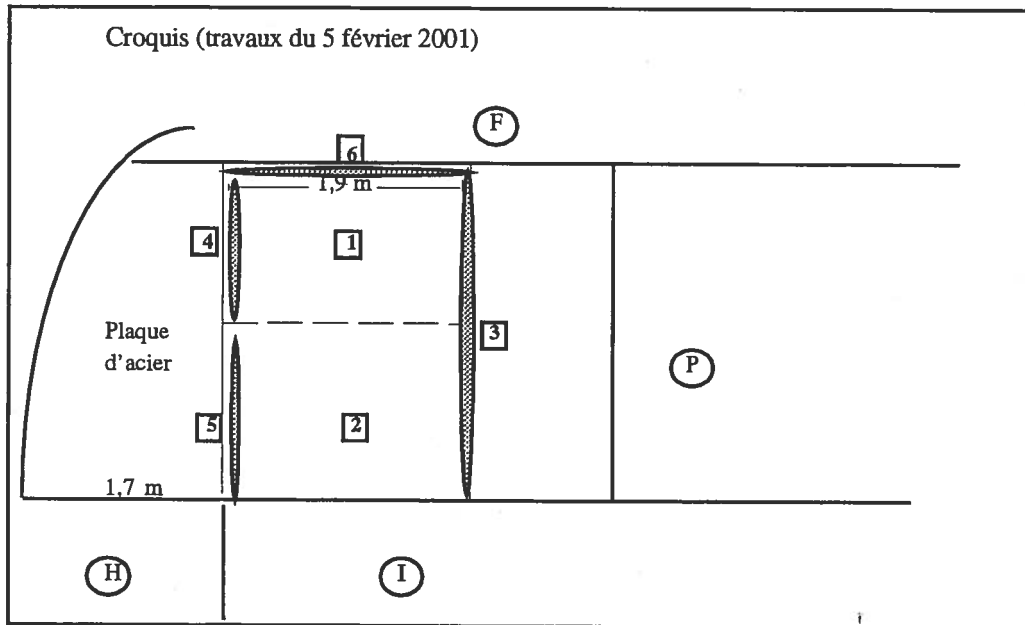 Croquis (travaux du 5 février 2001)
F
6
1,9 m
4
1
Plaque
d'acier
3
P
5
2
1,7 m
H
I